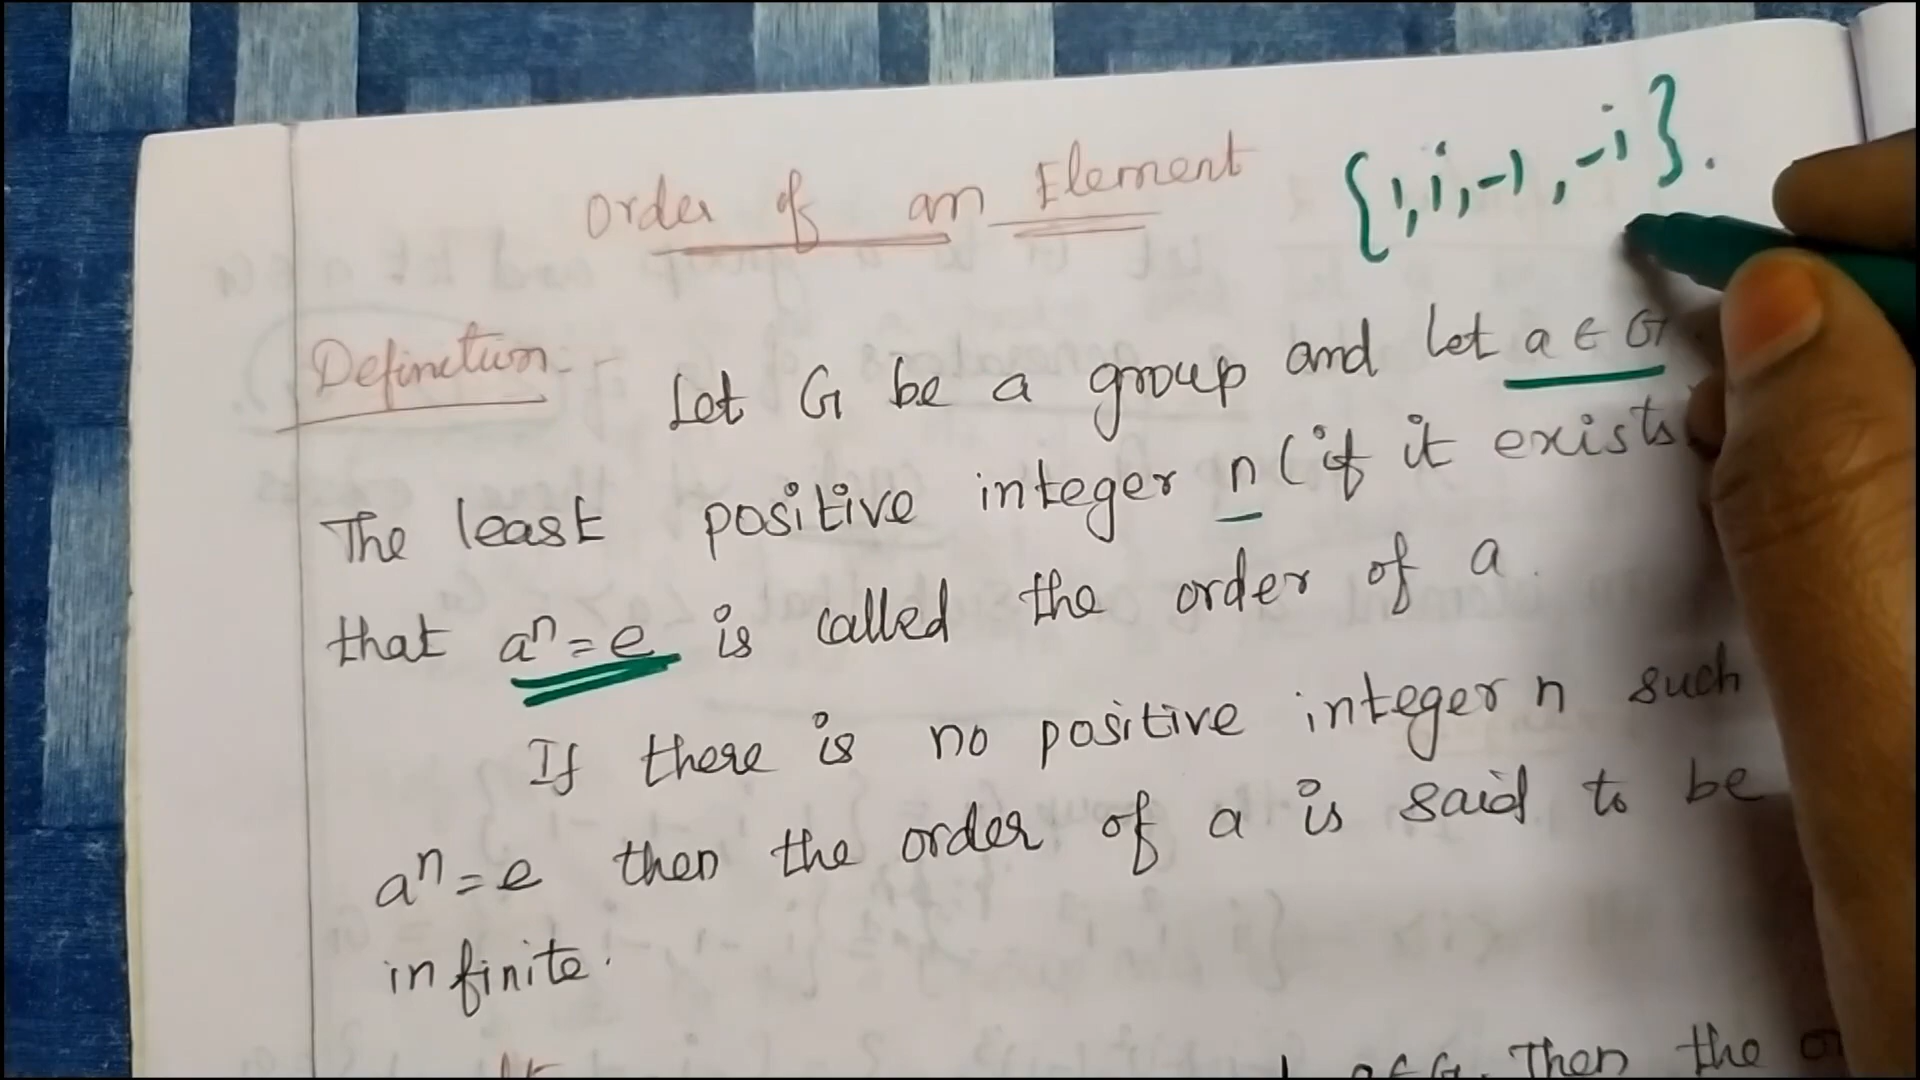 Order of an Element {1, i, -1, -i}.
Definition:- Let G be a group and let a ∈ G
The least positive integer n (if it exists
that aⁿ = e is called the order of a.
If there is no positive integer n such
aⁿ = e then the order of a is said to be
infinite.
Then the